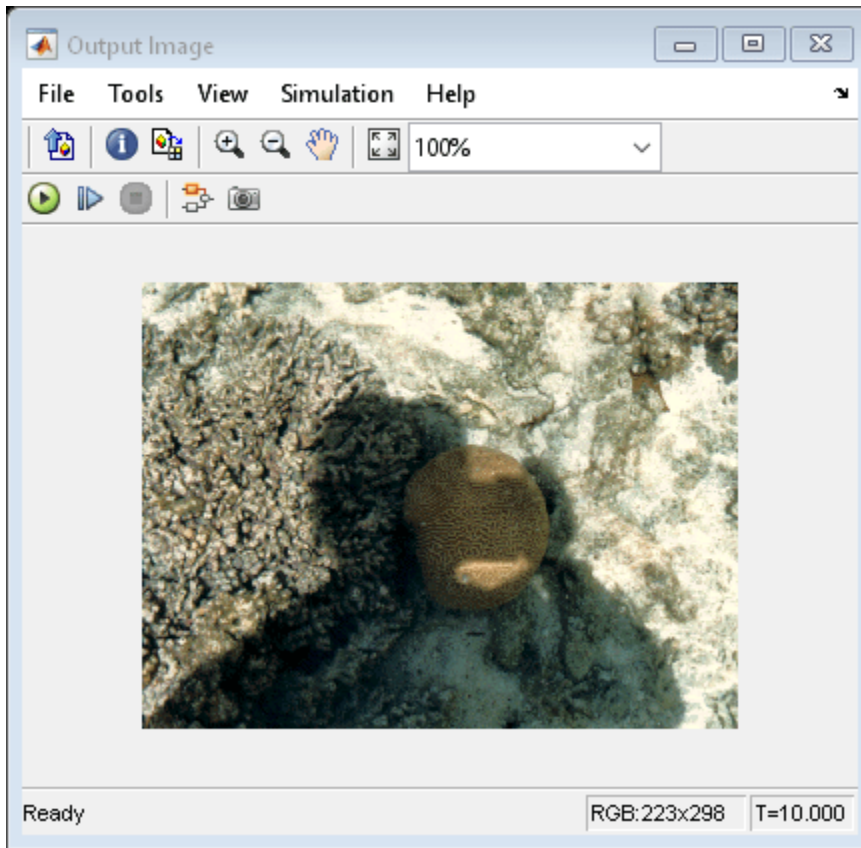 Output Image
File Tools View Simulation Help
100%
Ready RGB:223x298 T=10.000